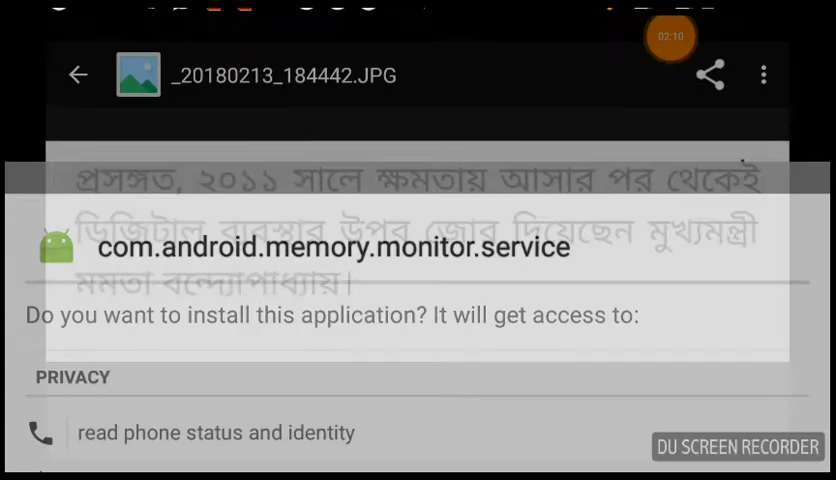 02:10
_20180213_184442.JPG
প্রসঙ্গত, ২০১১ সালে ক্ষমতায় আসার পর থেকেই
ডিজিটাল ব্যবস্থার উপর জোর দিয়েছেন মুখ্যমন্ত্রী
com.android.memory.monitor.service
মমতা বন্দ্যোপাধ্যায়।
Do you want to install this application? It will get access to:
PRIVACY
read phone status and identity
DU SCREEN RECORDER